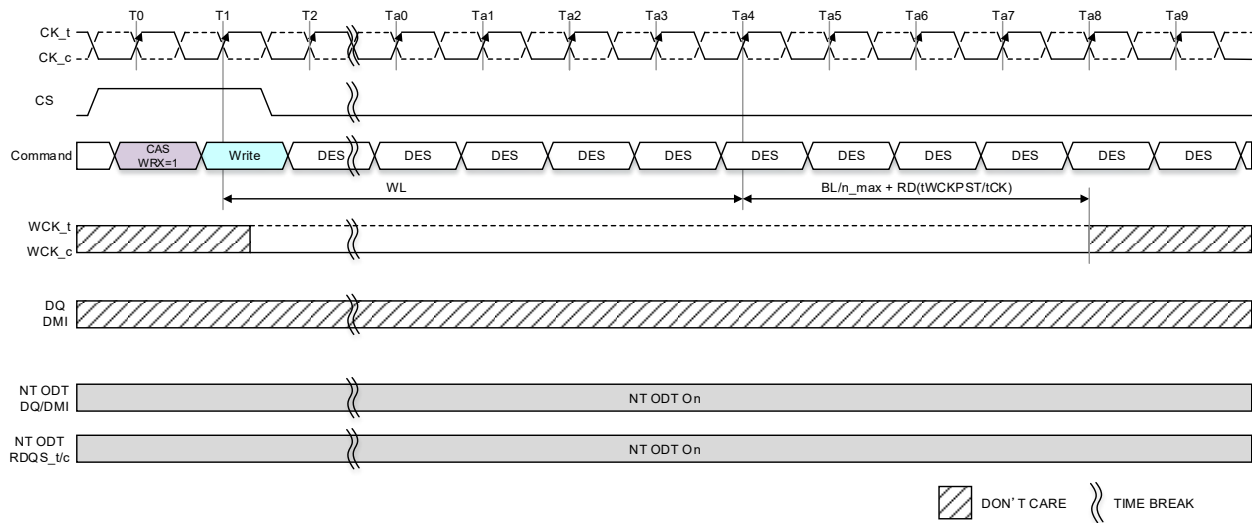 T0 T1 T2 Ta0 Ta1 Ta2 Ta3 Ta4 Ta5 Ta6 Ta7 Ta8 Ta9
CK_t
CK_c
CS
Command CAS WRX=1 Write DES DES DES DES DES DES DES DES DES DES DES
WL BL/n_max + RD(tWCKPST/tCK)
WCK_t
WCK_c
DQ
DMI
NT ODT
DQ/DMI
NT ODT On
NT ODT
RDQS_t/c
NT ODT On
DON'T CARE TIME BREAK